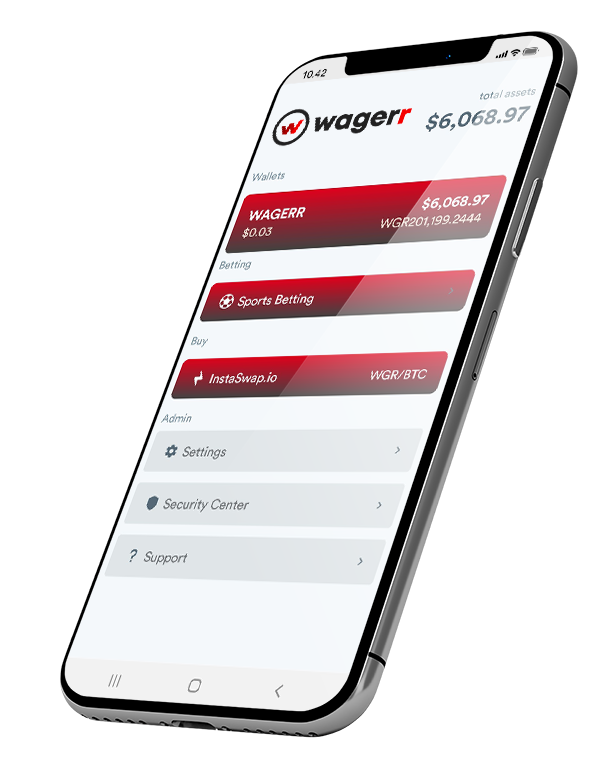 10.42
total assets
wagerr $6,068.97
Wallets
WAGERR $6,068.97
$0.03 WGR201,199.2444
Betting
Sports Betting
Buy
InstaSwap.io WGR/BTC
Admin
Settings
Security Center
? Support